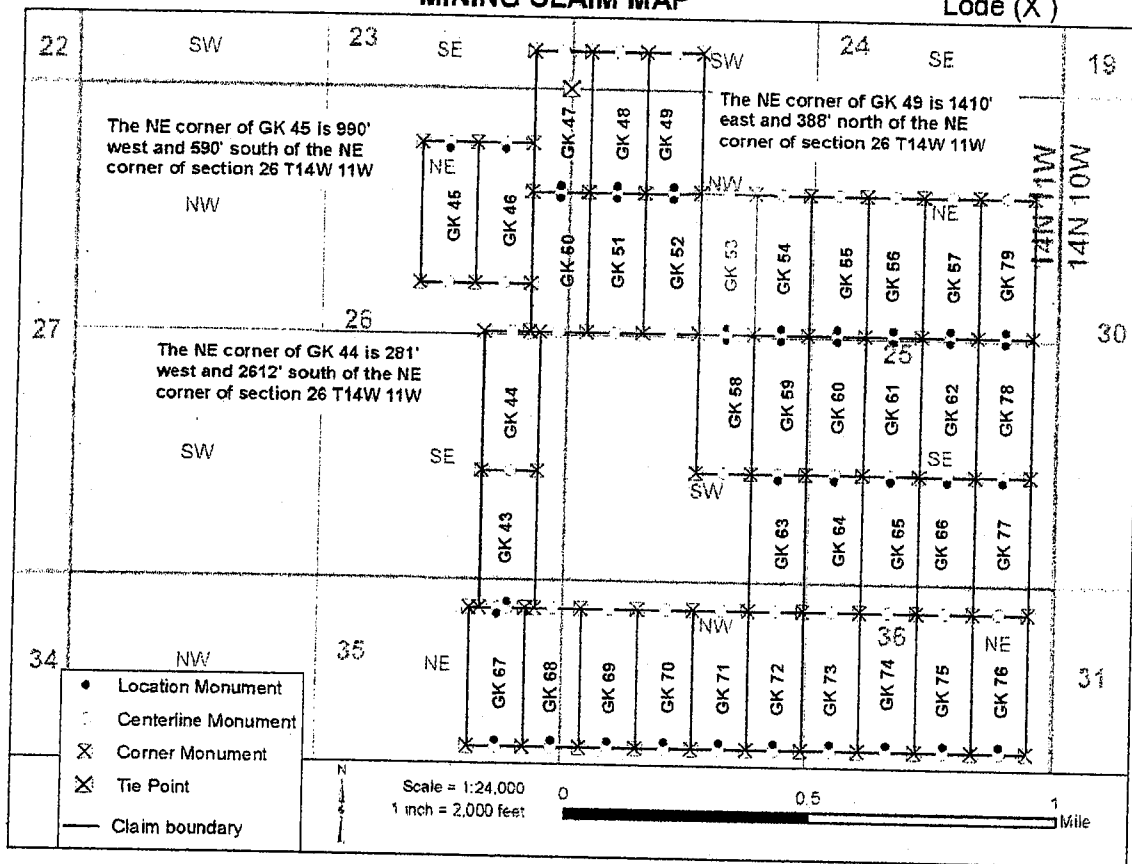 MINING CLAIM MAP
Lode (X )
22
SW
23
SE
SW
24
SE
19
The NE corner of GK 45 is 990'
west and 590' south of the NE
corner of section 26 T14W 11W
The NE corner of GK 49 is 1410'
east and 388' north of the NE
corner of section 26 T14W 11W
14N 11W
14N 10W
NW
NE
NW
NE
GK 45
GK 46
GK 47
GK 48
GK 49
GK 50
GK 51
GK 52
GK 53
GK 54
GK 55
GK 56
GK 57
GK 79
27
26
25
30
The NE corner of GK 44 is 281'
west and 2612' south of the NE
corner of section 26 T14W 11W
GK 44
GK 58
GK 59
GK 60
GK 61
GK 62
GK 78
SW
SE
SW
SE
GK 43
GK 63
GK 64
GK 65
GK 66
GK 77
34
NW
35
NE
NW
36
NE
31
GK 67
GK 68
GK 69
GK 70
GK 71
GK 72
GK 73
GK 74
GK 75
GK 76
Location Monument
Centerline Monument
Corner Monument
Tie Point
Claim boundary
N
Scale = 1:24,000
1 inch = 2,000 feet
0
0.5
1
Mile